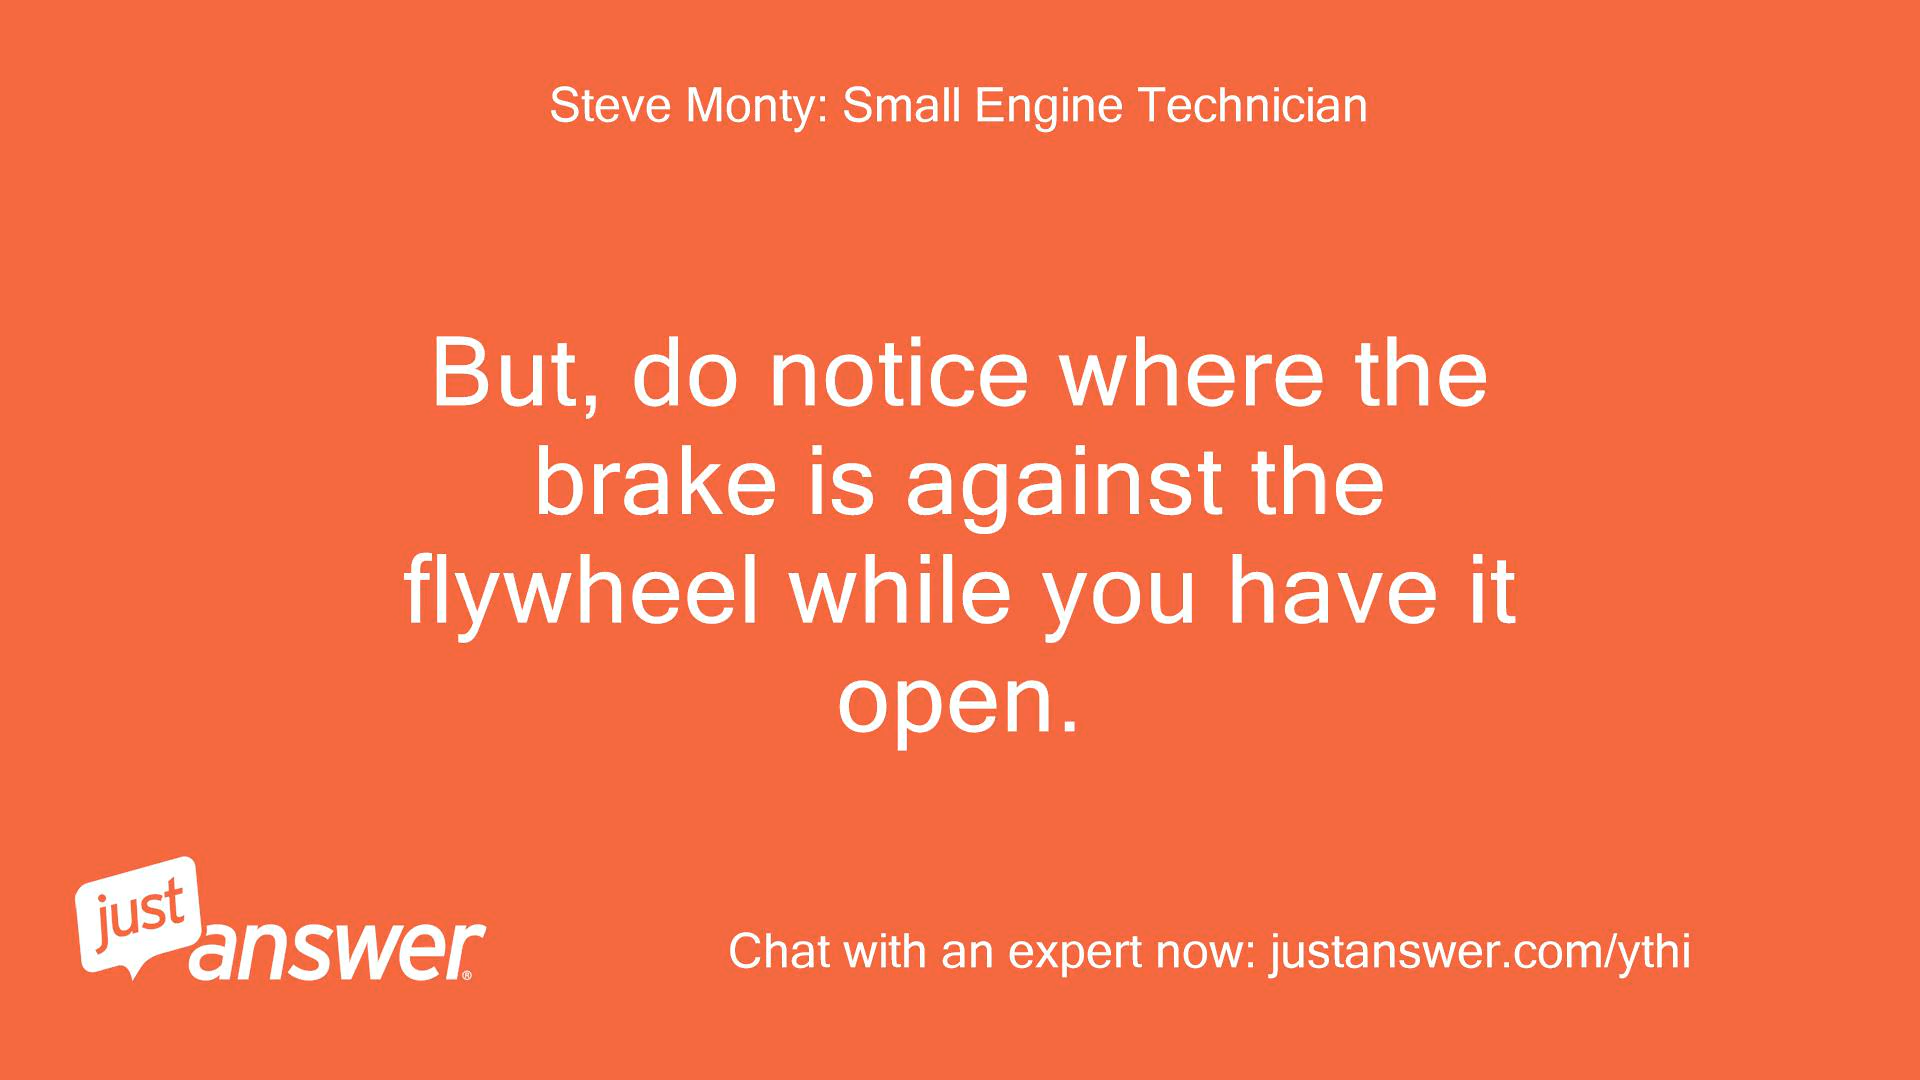 Steve Monty: Small Engine Technician
But, do notice where the
brake is against the
flywheel while you have it
open.
just
answer®
Chat with an expert now: justanswer.com/ythi